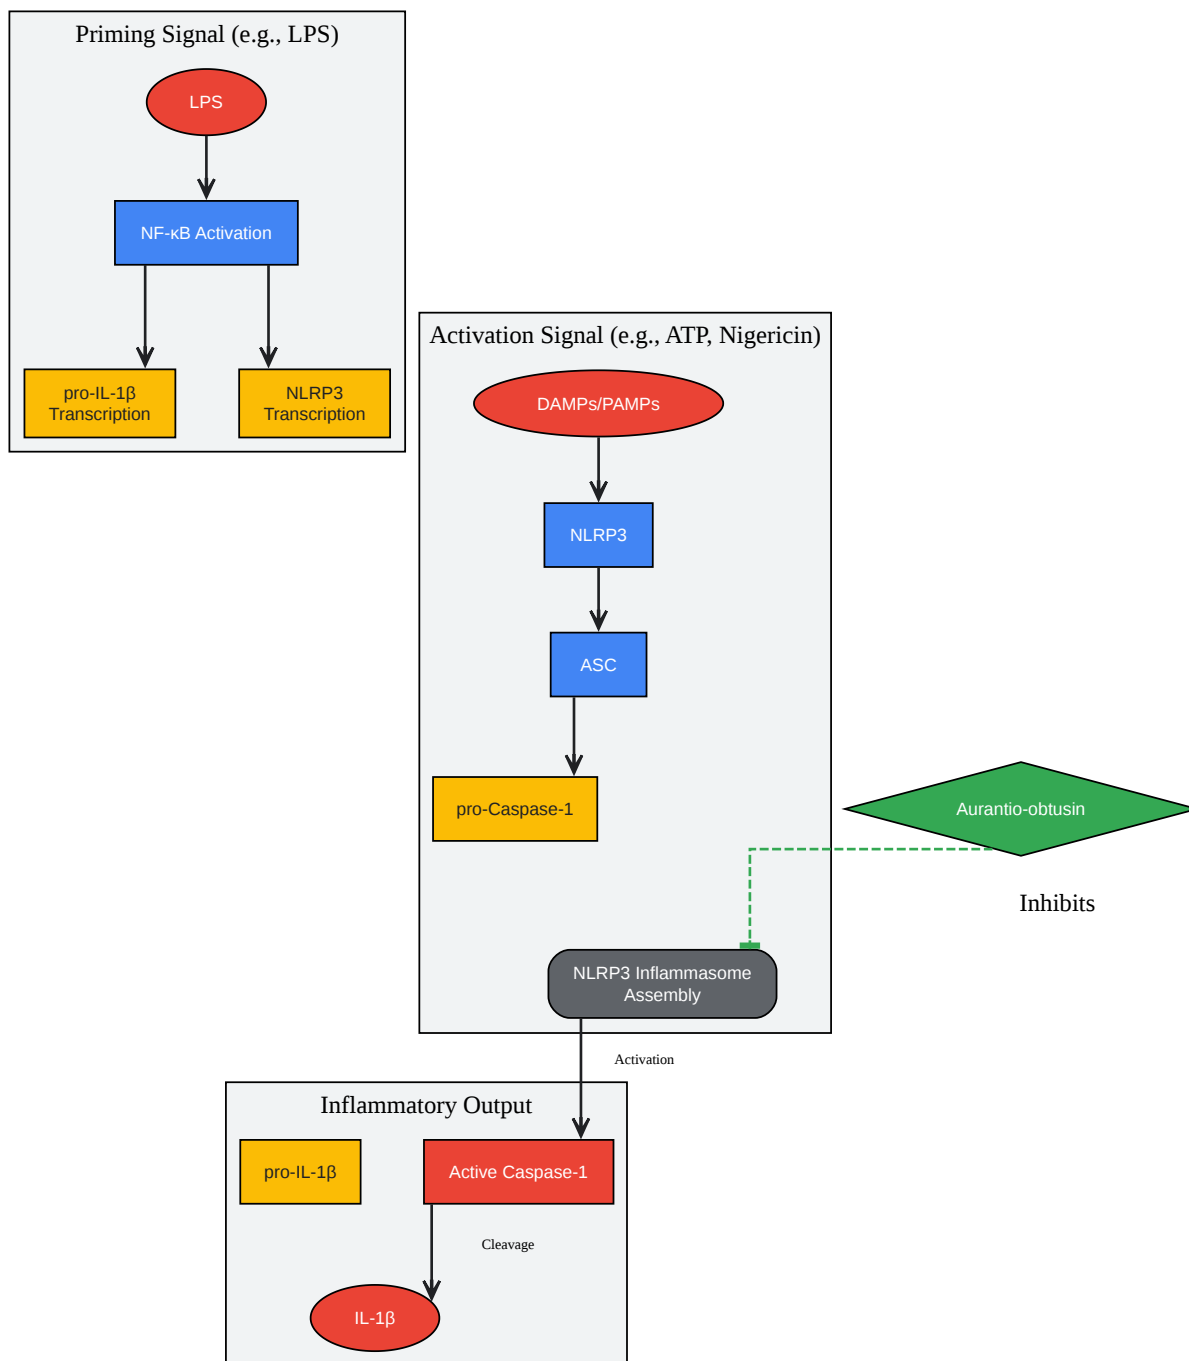 Priming Signal (e.g., LPS)
LPS
NF-κB Activation
pro-IL-1β
Transcription
NLRP3
Transcription
Activation Signal (e.g., ATP, Nigericin)
DAMPs/PAMPs
NLRP3
ASC
pro-Caspase-1
Aurantio-obtusin
Inhibits
NLRP3 Inflammasome
Assembly
Activation
Inflammatory Output
pro-IL-1β
Active Caspase-1
Cleavage
IL-1β